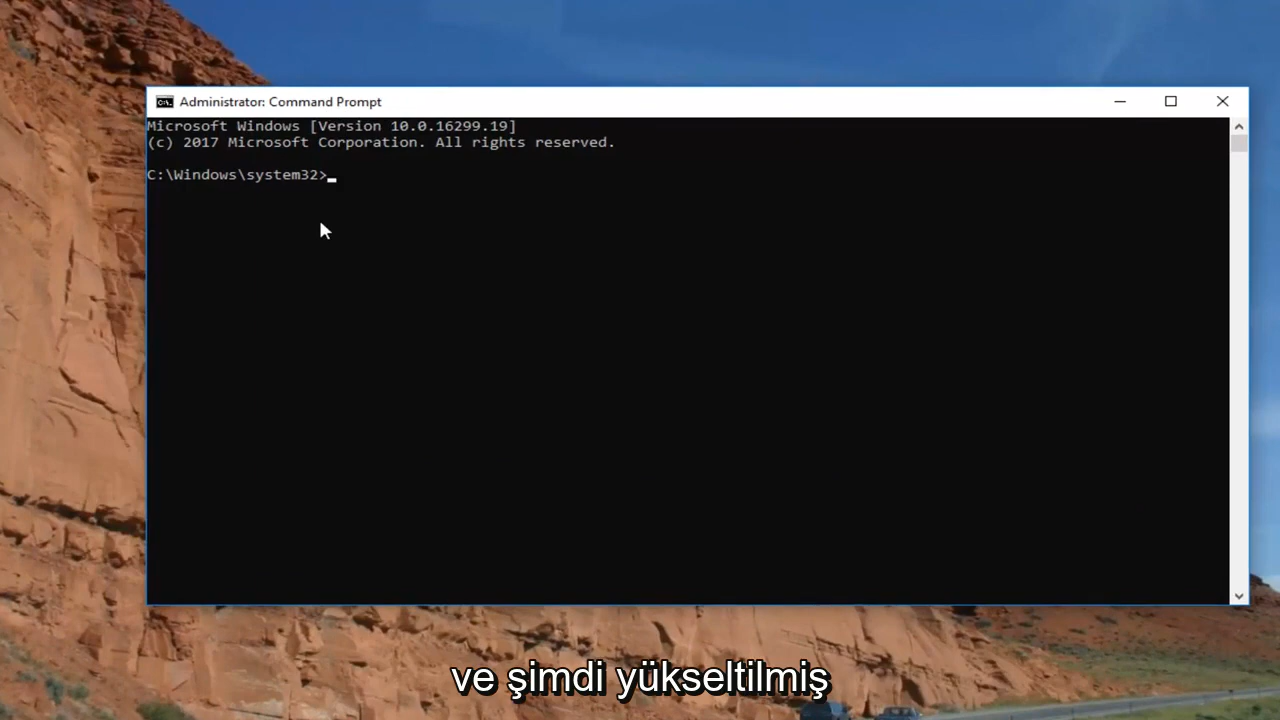 Administrator: Command Prompt
Microsoft Windows [Version 10.0.16299.19]
(c) 2017 Microsoft Corporation. All rights reserved.
C:\Windows\system32>
ve şimdi yükseltilmiş